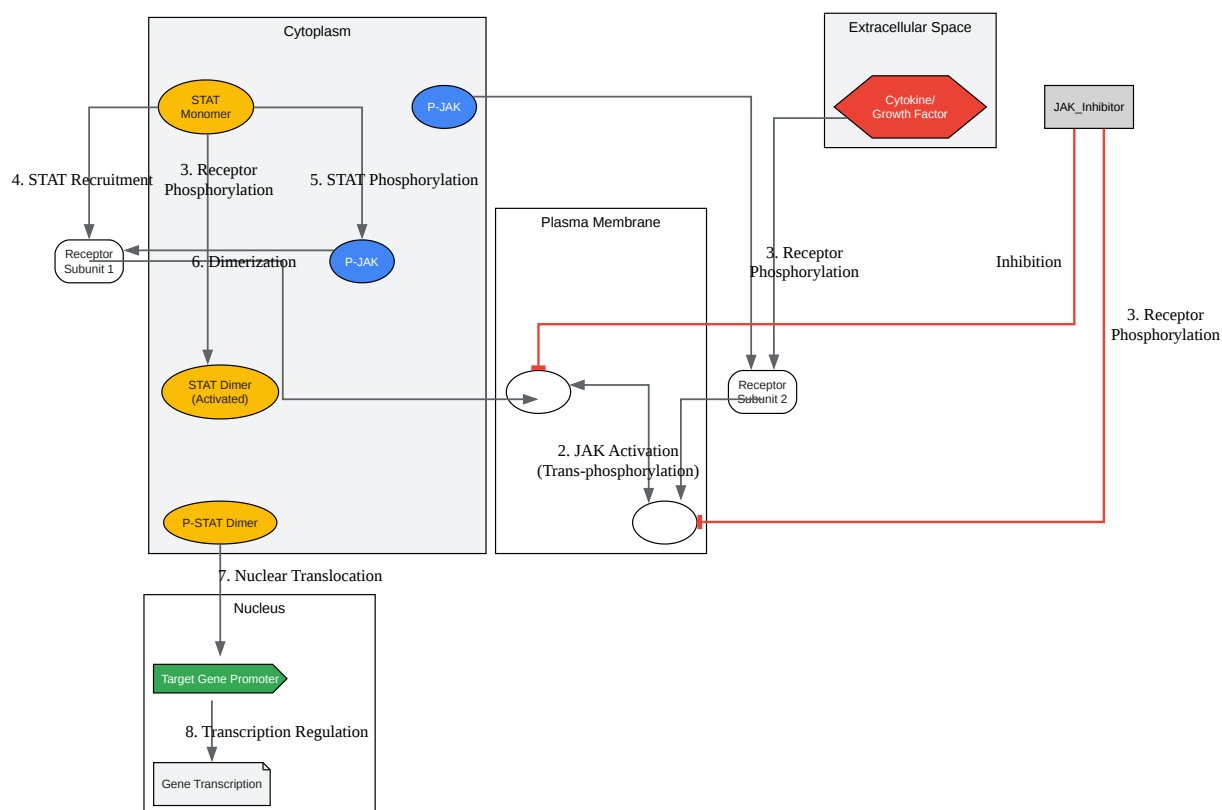 Cytoplasm
Extracellular Space
STAT
Monomer
P-JAK
Cytokine/
Growth Factor
JAK_Inhibitor
4. STAT Recruitment
3. Receptor
Phosphorylation
5. STAT Phosphorylation
Plasma Membrane
Receptor
Subunit 1
6. Dimerization
P-JAK
3. Receptor
Phosphorylation
Inhibition
3. Receptor
Phosphorylation
STAT Dimer
(Activated)
Receptor
Subunit 2
2. JAK Activation
(Trans-phosphorylation)
P-STAT Dimer
7. Nuclear Translocation
Nucleus
Target Gene Promoter
8. Transcription Regulation
Gene Transcription